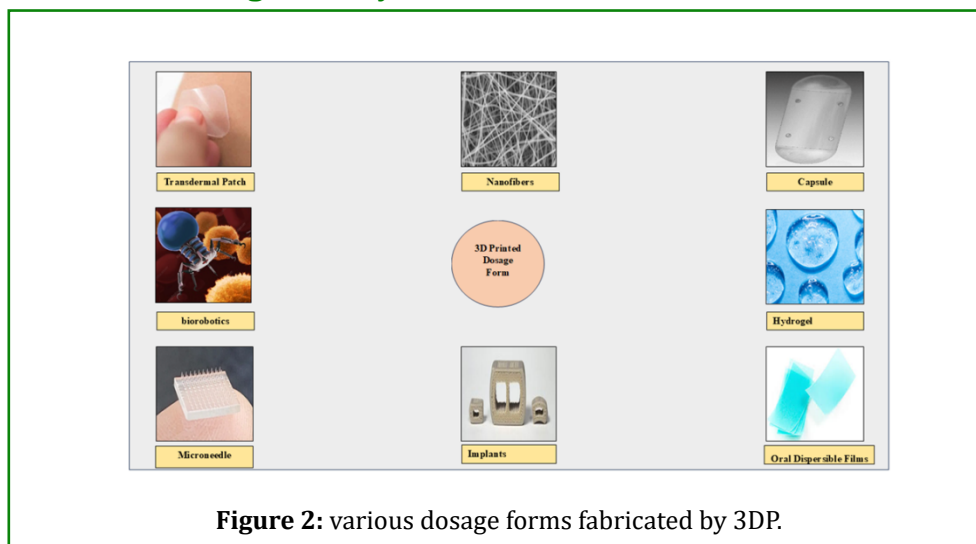 Transdermal Patch
Nanofibers
Capsule
3D Printed
Dosage
Form
biorobotics
Hydrogel
Microneedle
Implants
Oral Dispersible Films
Figure 2: various dosage forms fabricated by 3DP.